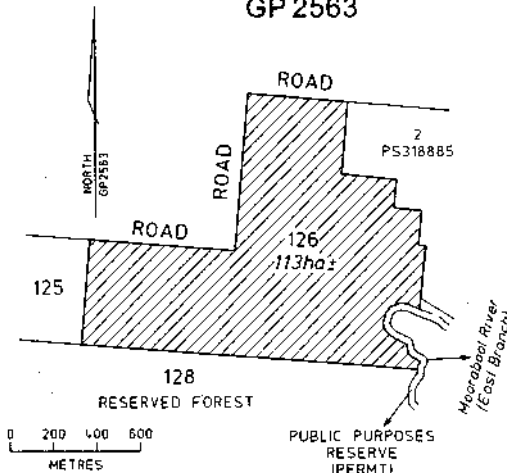 GP 2563
ROAD
2
PS318885
NORTH
GP2563
ROAD
ROAD
126
113ha±
125
128
RESERVED FOREST
Moorabool River
(East Branch)
0 200 400 600
METRES
PUBLIC PURPOSES
RESERVE
(PERMT)